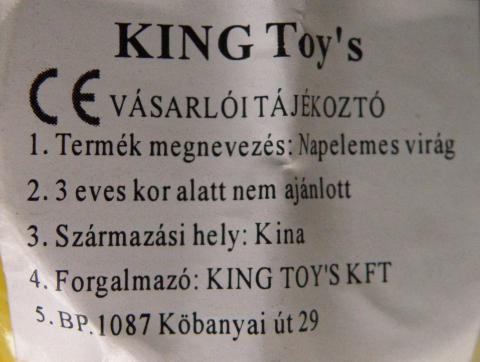 KING Toy's
CE VÁSARLÓI TÁJÉKOZTÓ
1. Termék megnevezés: Napelemes virág
2. 3 eves kor alatt nem ajánlott
3. Származási hely: Kina
4. Forgalmazó: KING TOY'S KFT
5. BP.1087 Köbanyai út 29